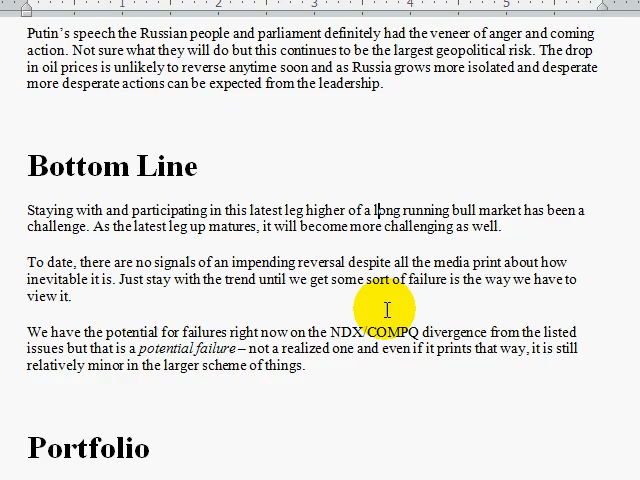 1 2 3 4 5
Putin's speech the Russian people and parliament definitely had the veneer of anger and coming
action. Not sure what they will do but this continues to be the largest geopolitical risk. The drop
in oil prices is unlikely to reverse anytime soon and as Russia grows more isolated and desperate
more desperate actions can be expected from the leadership.
Bottom Line
Staying with and participating in this latest leg higher of a long running bull market has been a
challenge. As the latest leg up matures, it will become more challenging as well.
To date, there are no signals of an impending reversal despite all the media print about how
inevitable it is. Just stay with the trend until we get some sort of failure is the way we have to
view it.
We have the potential for failures right now on the NDX/COMPQ divergence from the listed
issues but that is a potential failure – not a realized one and even if it prints that way, it is still
relatively minor in the larger scheme of things.
Portfolio